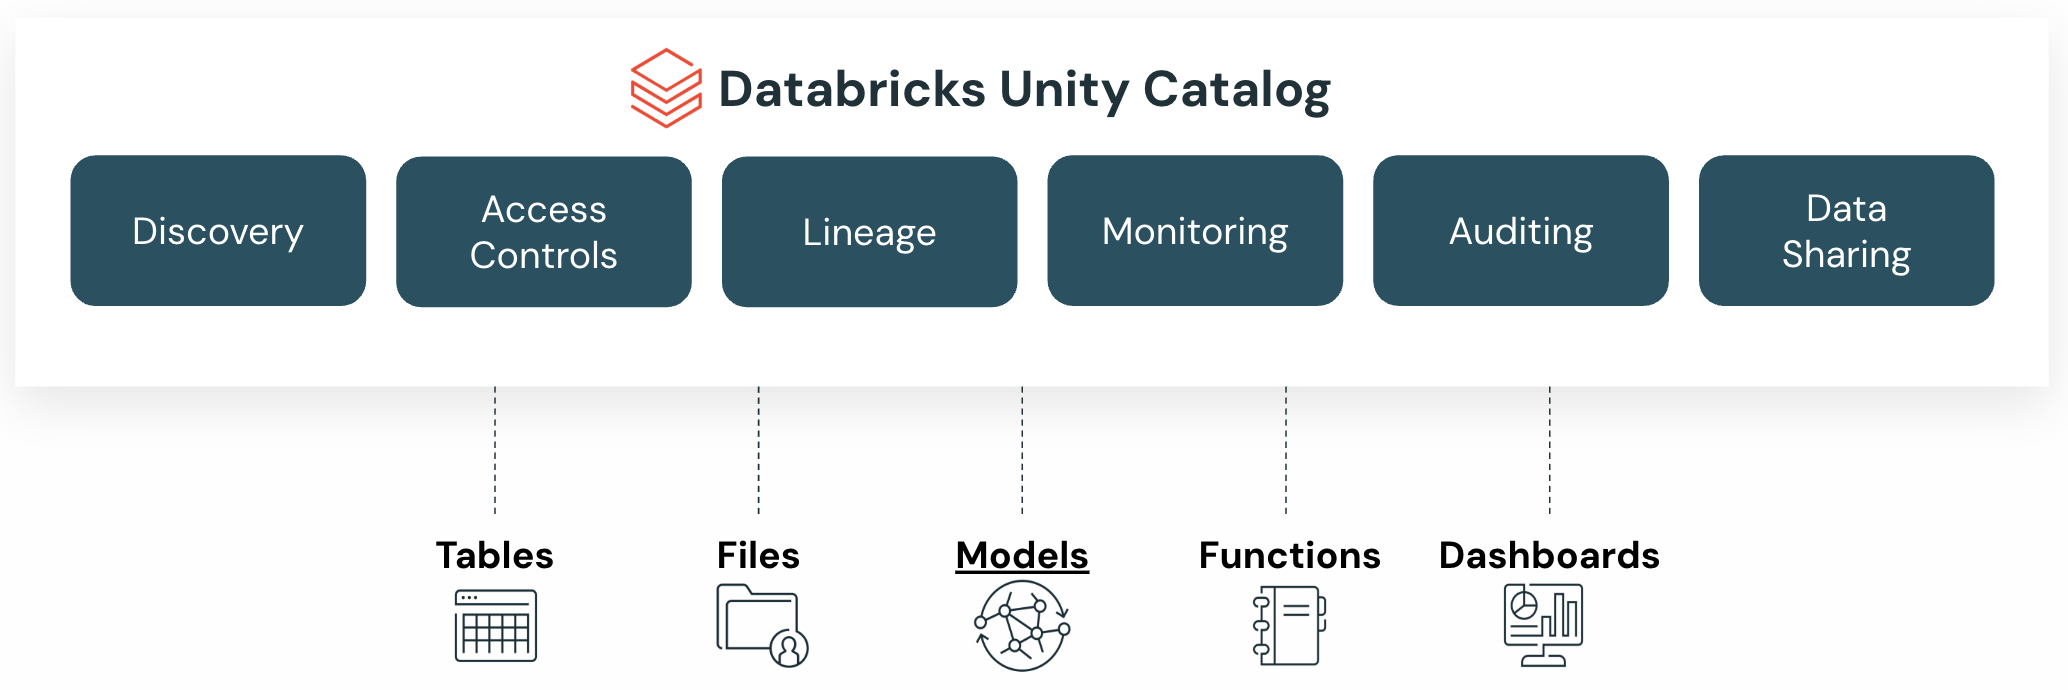 Databricks Unity Catalog
Discovery
Access
Controls
Lineage
Monitoring
Auditing
Data
Sharing
Tables
Files
Models
Functions
Dashboards